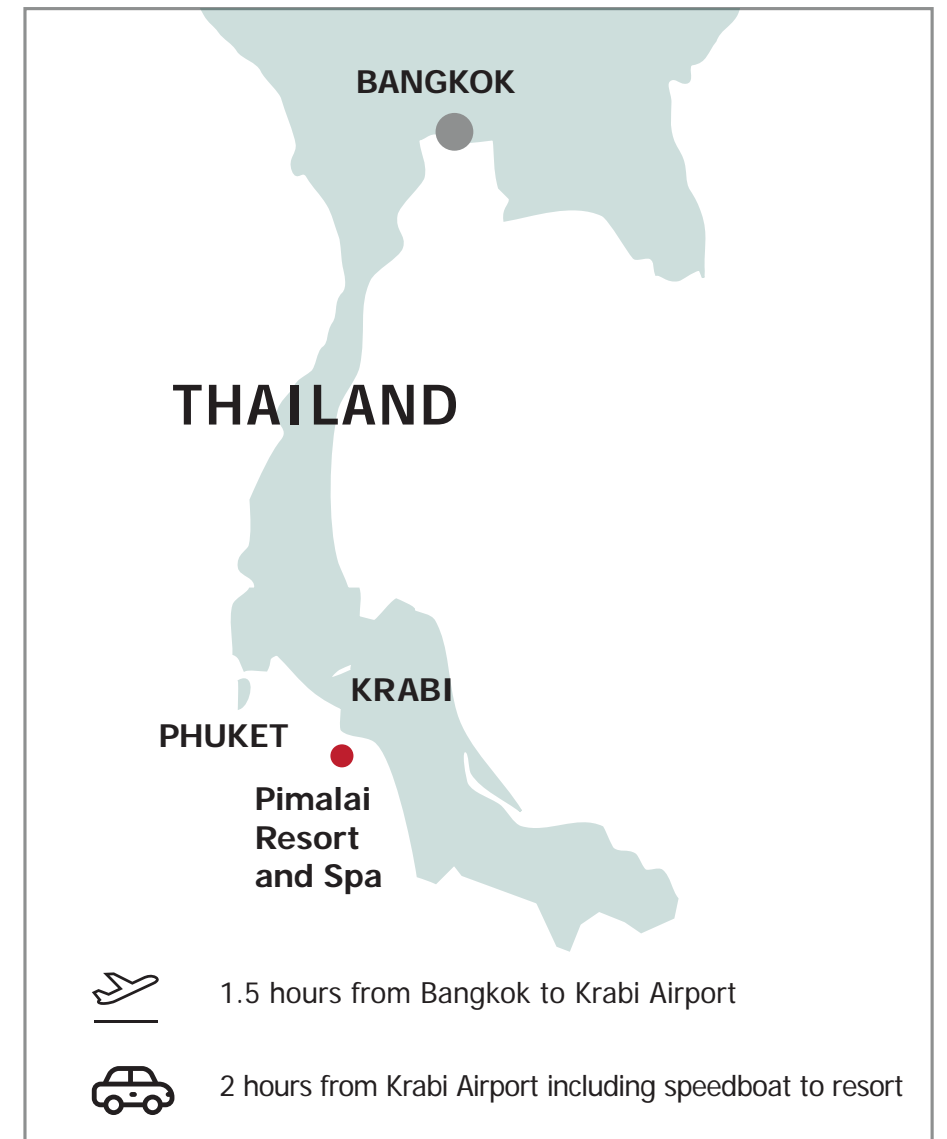 BANGKOK
THAILAND
KRABI
PHUKET
Pimalai
Resort
and Spa
1.5 hours from Bangkok to Krabi Airport
2 hours from Krabi Airport including speedboat to resort